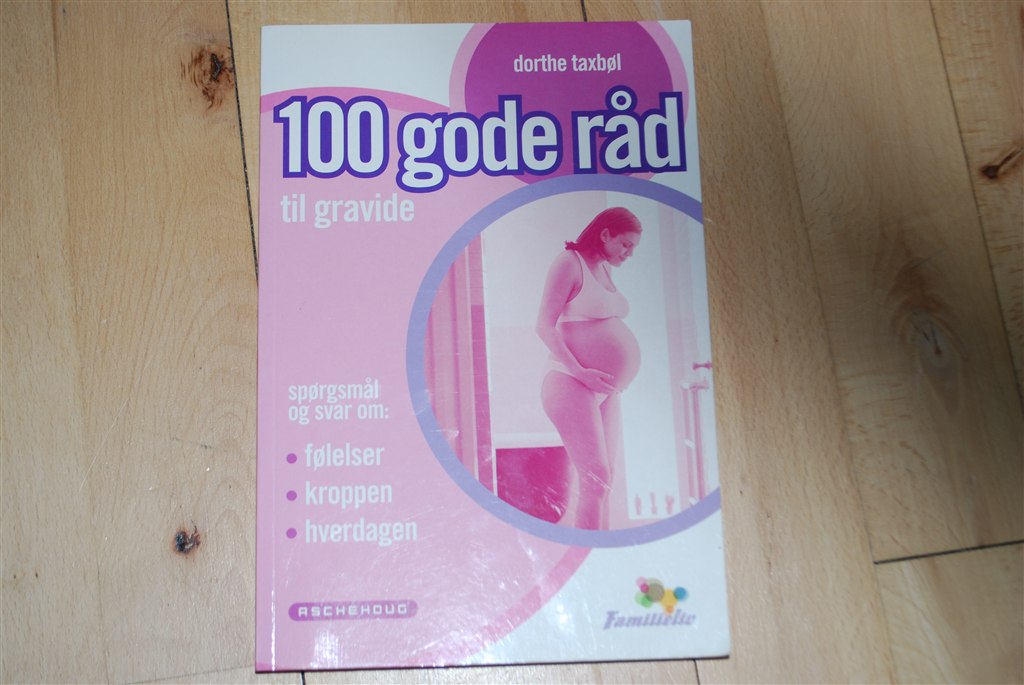 dorthe taxbøl
100 gode råd
til gravide
spørgsmål
og svar om:
• følelser
• kroppen
• hverdagen
ASCHEHOUG
Familieliv